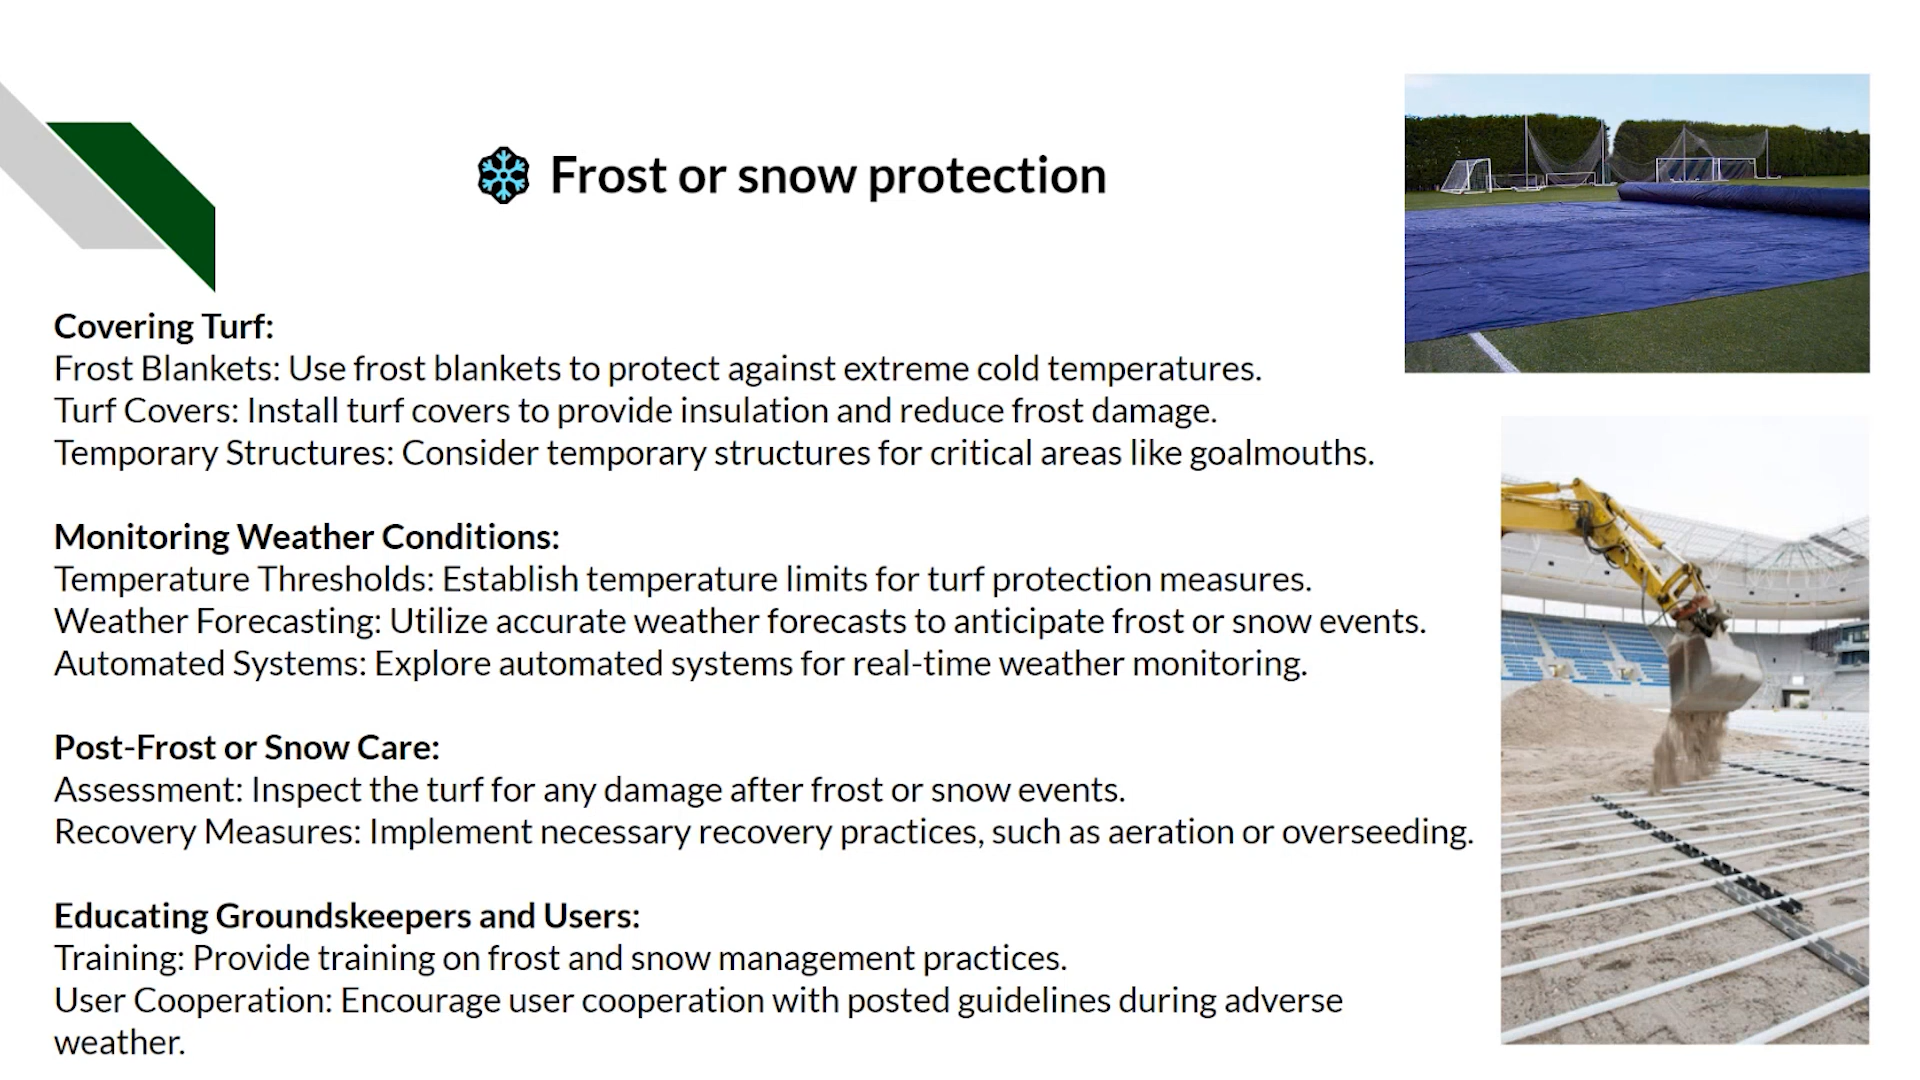 Frost or snow protection
Covering Turf:
Frost Blankets: Use frost blankets to protect against extreme cold temperatures.
Turf Covers: Install turf covers to provide insulation and reduce frost damage.
Temporary Structures: Consider temporary structures for critical areas like goalmouths.
Monitoring Weather Conditions:
Temperature Thresholds: Establish temperature limits for turf protection measures.
Weather Forecasting: Utilize accurate weather forecasts to anticipate frost or snow events.
Automated Systems: Explore automated systems for real-time weather monitoring.
Post-Frost or Snow Care:
Assessment: Inspect the turf for any damage after frost or snow events.
Recovery Measures: Implement necessary recovery practices, such as aeration or overseeding.
Educating Groundskeepers and Users:
Training: Provide training on frost and snow management practices.
User Cooperation: Encourage user cooperation with posted guidelines during adverse
weather.